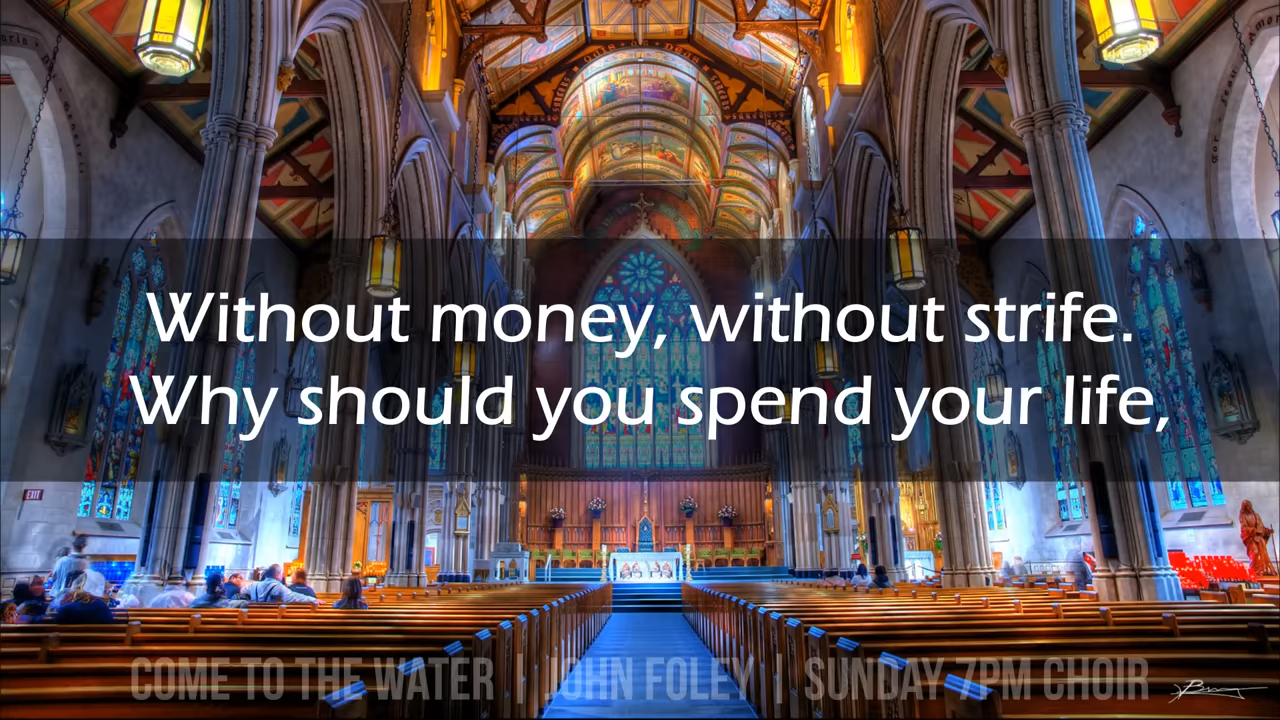 EXIT
Without money, without strife.
Why should you spend your life,
COME TO THE WATER | JOHN FOLEY | SUNDAY 7PM CHOIR